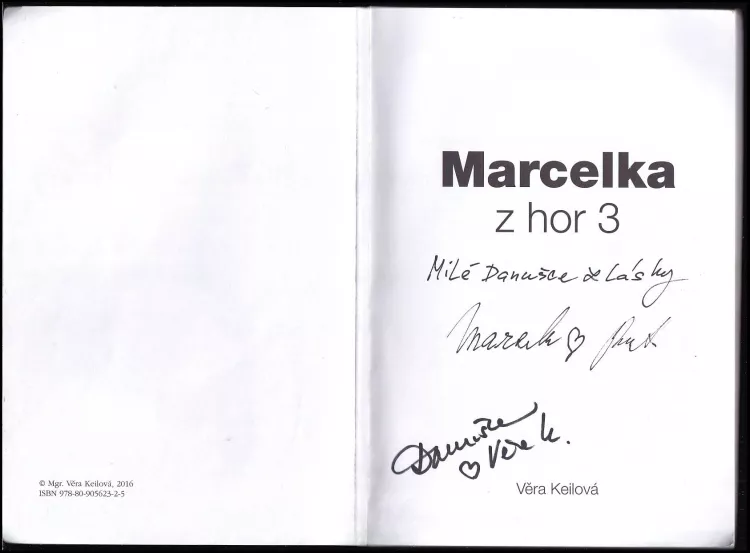 © Mgr. Věra Keilová, 2016
ISBN 978-80-905623-2-5
Marcelka
z hor 3
Milé Danušce z lásky
Danušce
♡ Věra K.
Věra Keilová